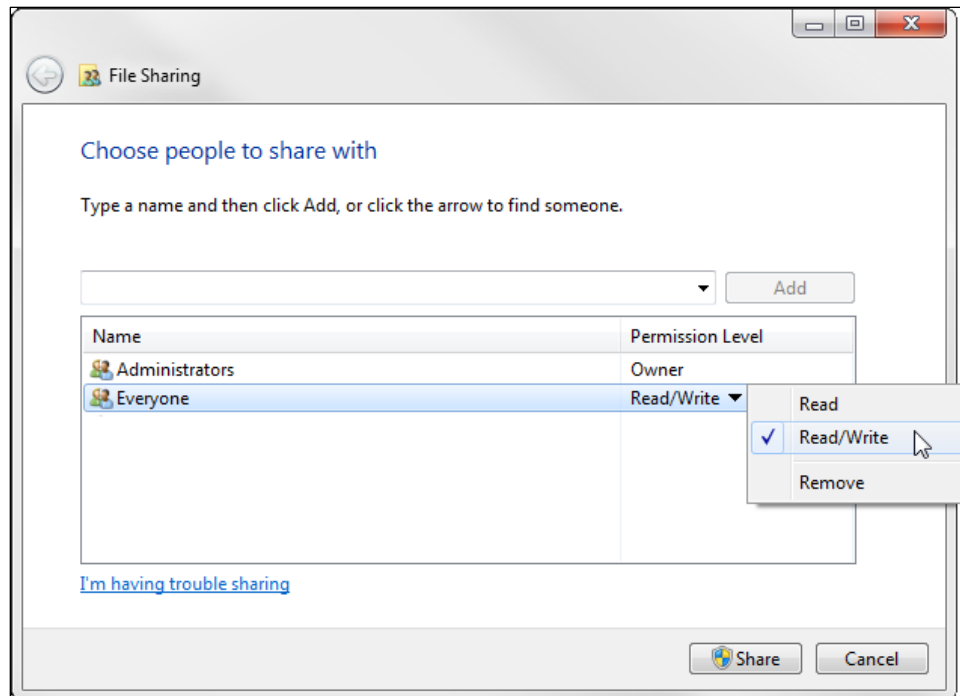 File Sharing
Choose people to share with
Type a name and then click Add, or click the arrow to find someone.
Add
Name Permission Level
Administrators Owner
Everyone Read/Write
Read
Read/Write
Remove
I'm having trouble sharing
Share Cancel